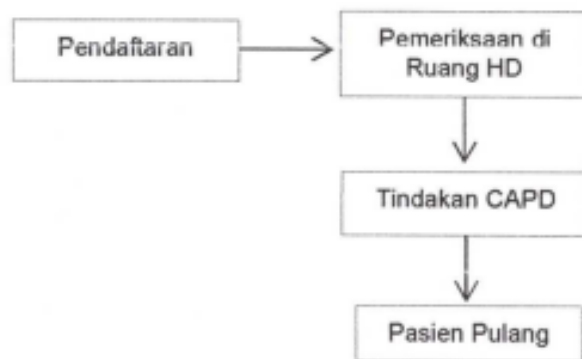 Pendaftaran
Pemeriksaan di
Ruang HD
Tindakan CAPD
Pasien Pulang